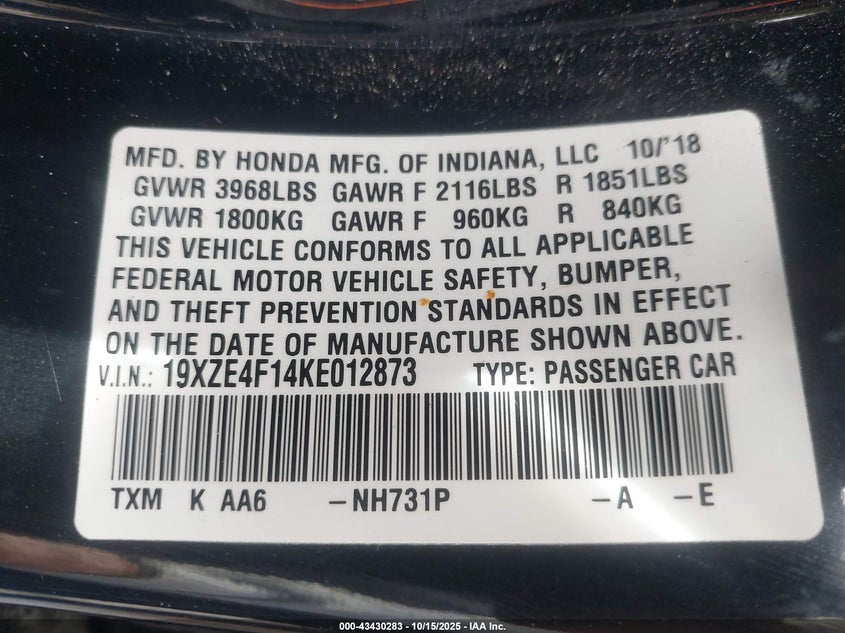 MFD. BY HONDA MFG. OF INDIANA, LLC 10/'18
GVWR 3968LBS GAWR F 2116LBS R 1851LBS
GVWR 1800KG GAWR F 960KG R 840KG
THIS VEHICLE CONFORMS TO ALL APPLICABLE
FEDERAL MOTOR VEHICLE SAFETY, BUMPER,
AND THEFT PREVENTION STANDARDS IN EFFECT
ON THE DATE OF MANUFACTURE SHOWN ABOVE.
V.I.N.: 19XZE4F14KE012873 TYPE: PASSENGER CAR
TXM K AA6 -NH731P -A -E
000-43430283 - 10/15/2025 - IAA Inc.